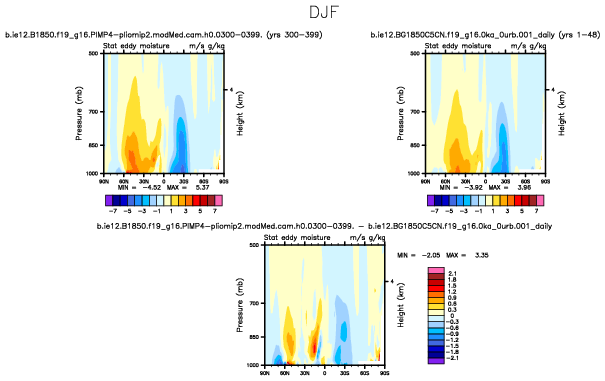 DJF
b.ie12.B1850.f19_g16.PIMP4-pliomip2.modMed.cam.h0.0300-0399. (yrs 300-399)
b.ie12.BG1850C5CN.f19_g16.0ka_0urb.001_daily (yrs 1-48)
Stat eddy moisture m/s g/kg
Stat eddy moisture m/s g/kg
Pressure (mb)
500
700
850
1000
4
Height (km)
90N 60N 30N 0 30S 60S 90S
MIN = -4.52 MAX = 5.37
-7 -5 -3 -1 1 3 5 7
Pressure (mb)
500
700
850
1000
4
Height (km)
90N 60N 30N 0 30S 60S 90S
MIN = -3.92 MAX = 3.96
-7 -5 -3 -1 1 3 5 7
b.ie12.B1850.f19_g16.PIMP4-pliomip2.modMed.cam.h0.0300-0399. - b.ie12.BG1850C5CN.f19_g16.0ka_0urb.001_daily
Stat eddy moisture m/s g/kg
MIN = -2.05 MAX = 3.35
Pressure (mb)
500
700
850
1000
4
Height (km)
90N 60N 30N 0 30S 60S 90S
2.1
1.8
1.5
1.2
0.9
0.6
0.3
0
-0.3
-0.6
-0.9
-1.2
-1.5
-1.8
-2.1